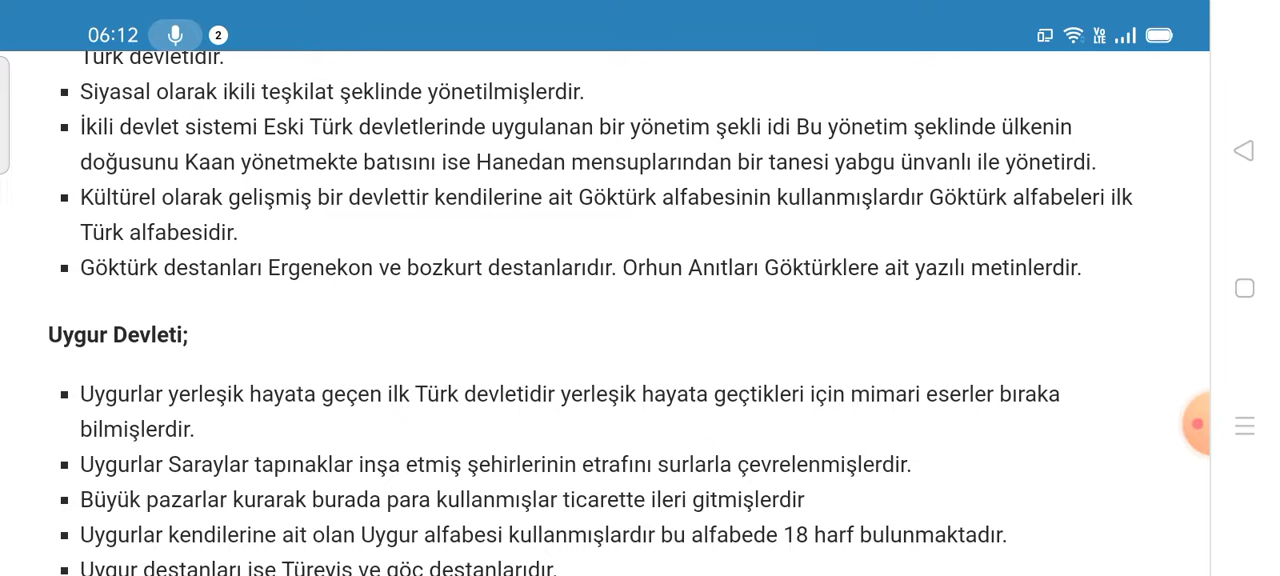 06:12 2
Türk devletidir.
Siyasal olarak ikili teşkilat şeklinde yönetilmişlerdir.
İkili devlet sistemi Eski Türk devletlerinde uygulanan bir yönetim şekli idi Bu yönetim şeklinde ülkenin
doğusunu Kaan yönetmekte batısını ise Hanedan mensuplarından bir tanesi yabgu ünvanlı ile yönetirdi.
Kültürel olarak gelişmiş bir devlettir kendilerine ait Göktürk alfabesinin kullanmışlardır Göktürk alfabeleri ilk
Türk alfabesidir.
Göktürk destanları Ergenekon ve bozkurt destanlarıdır. Orhun Anıtları Göktürklere ait yazılı metinlerdir.
Uygur Devleti;
Uygurlar yerleşik hayata geçen ilk Türk devletidir yerleşik hayata geçtikleri için mimari eserler bıraka
bilmişlerdir.
Uygurlar Saraylar tapınaklar inşa etmiş şehirlerinin etrafını surlarla çevrelenmişlerdir.
Büyük pazarlar kurarak burada para kullanmışlar ticarette ileri gitmişlerdir
Uygurlar kendilerine ait olan Uygur alfabesi kullanmışlardır bu alfabede 18 harf bulunmaktadır.
Uygur destanları ise Türeyiş ve göç destanlarıdır.